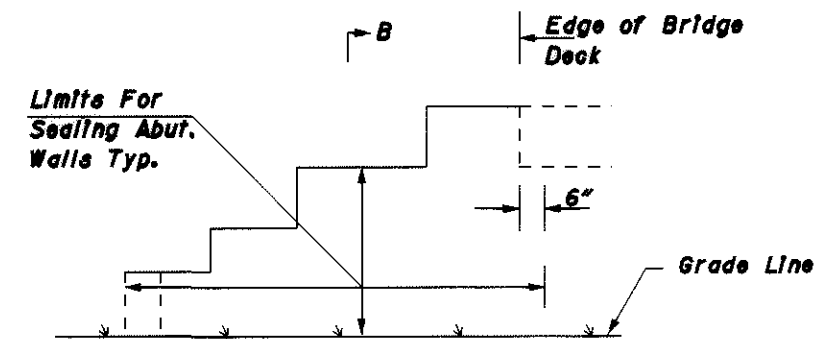 B
Edge of Bridge
Deck
Limits For
Sealing Abut.
Walls Typ.
6"
Grade Line